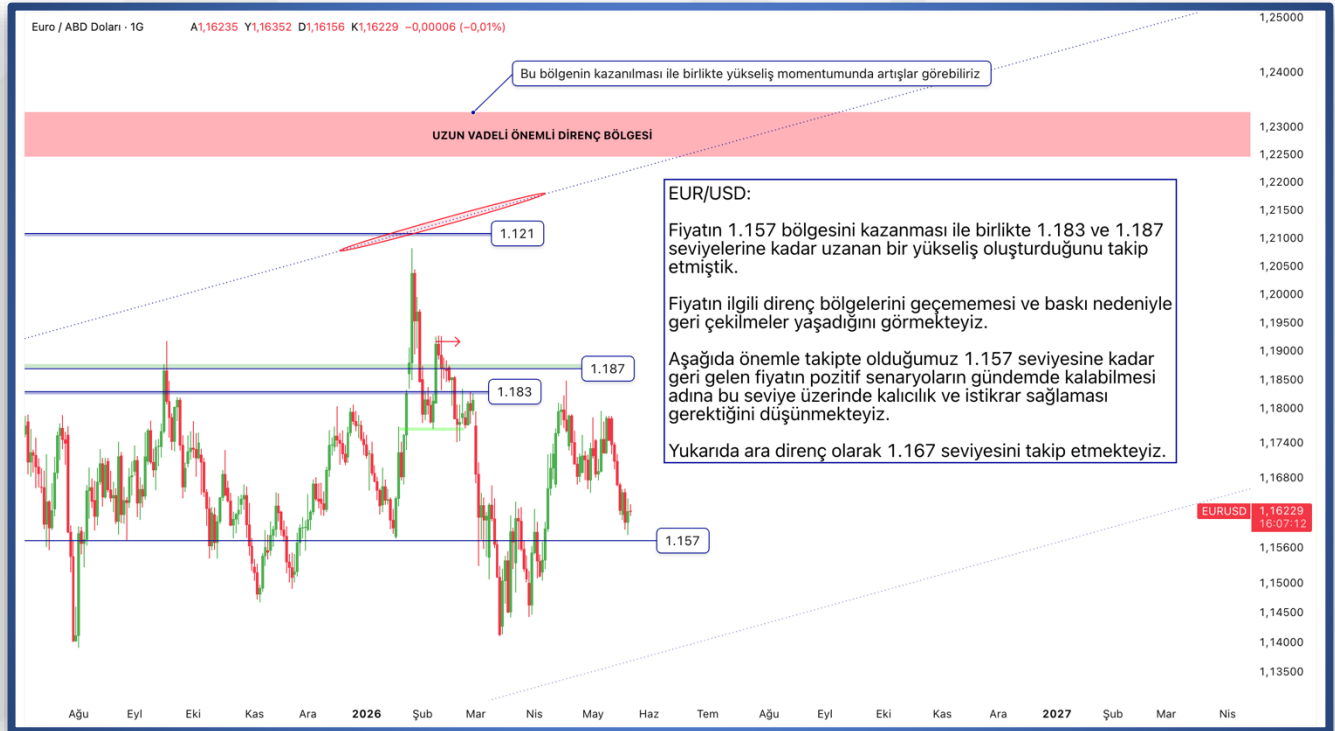 Euro / ABD Doları · 1G A1,16235 Y1,16352 D1,16156 K1,16229 −0,00006 (−0,01%)
Bu bölgenin kazanılması ile birlikte yükseliş momentumunda artışlar görebiliriz
UZUN VADELİ ÖNEMLİ DİRENÇ BÖLGESİ
EUR/USD:
Fiyatın 1.157 bölgesini kazanması ile birlikte 1.183 ve 1.187
seviyelerine kadar uzanan bir yükseliş oluşturduğunu takip
etmiştik.
Fiyatın ilgili direnç bölgelerini geçememesi ve baskı nedeniyle
geri çekilmeler yaşadığını görmekteyiz.
Aşağıda önemle takipte olduğumuz 1.157 seviyesine kadar
geri gelen fiyatın pozitif senaryoların gündemde kalabilmesi
adına bu seviye üzerinde kalıcılık ve istikrar sağlaması
gerektiğini düşünmekteyiz.
Yukarıda ara direnç olarak 1.167 seviyesini takip etmekteyiz.
1.121
1.187
1.183
1.157
1,25000
1,24000
1,23000
1,22500
1,22000
1,21500
1,21000
1,20500
1,20000
1,19500
1,19000
1,18500
1,18000
1,17400
1,16800
EURUSD 1,16229
16:07:12
1,15600
1,15000
1,14500
1,14000
1,13500
Ağu Eyl Eki Kas Ara 2026 Şub Mar Nis May Haz Tem Ağu Eyl Eki Kas Ara 2027 Şub Mar Nis